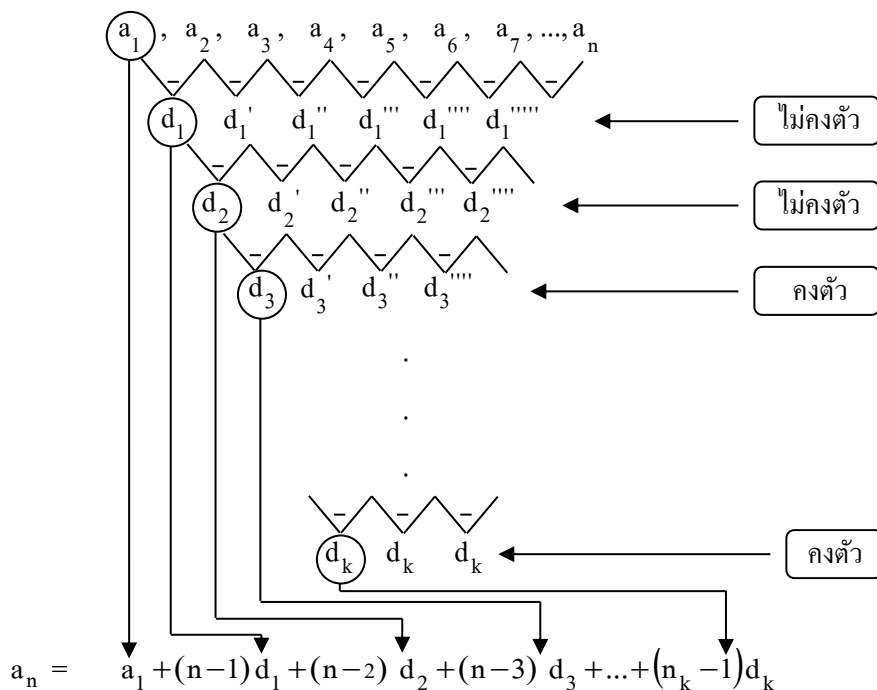 a₁ , a₂ , a₃ , a₄ , a₅ , a₆ , a₇ , ..., aₙ
− − − − − − −
d₁ d₁' d₁'' d₁''' d₁'''' d₁''''' ไม่คงตัว
− − − − −
d₂ d₂' d₂'' d₂''' d₂'''' ไม่คงตัว
− − − −
d₃ d₃' d₃'' d₃'''' คงตัว
.
.
.
− − −
dₖ dₖ dₖ คงตัว
aₙ = a₁ + (n−1) d₁ + (n−2) d₂ + (n−3) d₃ + ... + (nₖ −1) dₖ